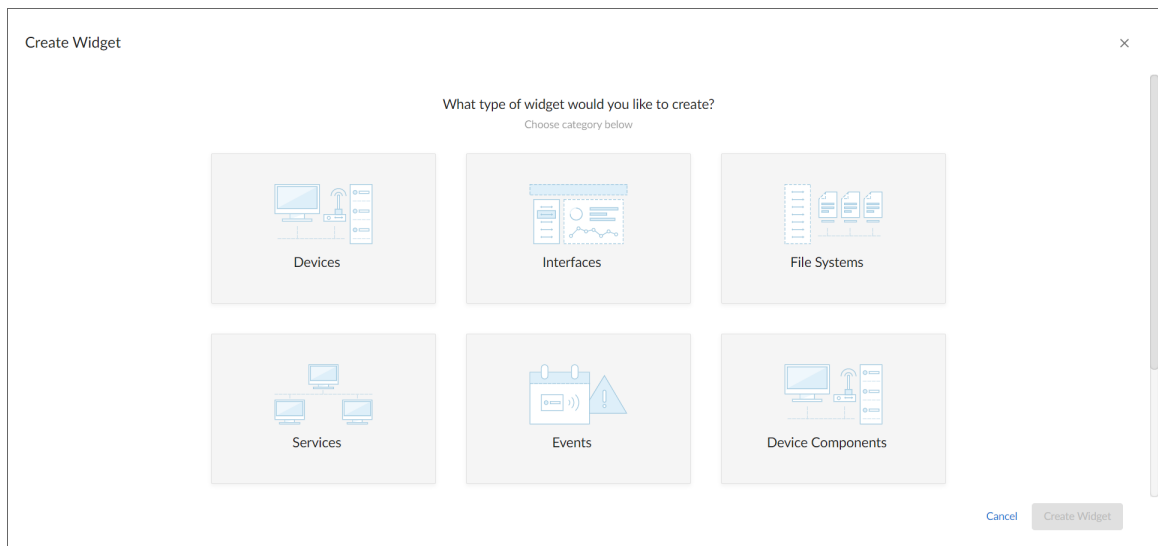 Create Widget
What type of widget would you like to create?
Choose category below
Devices
Interfaces
File Systems
Services
Events
Device Components
Cancel
Create Widget